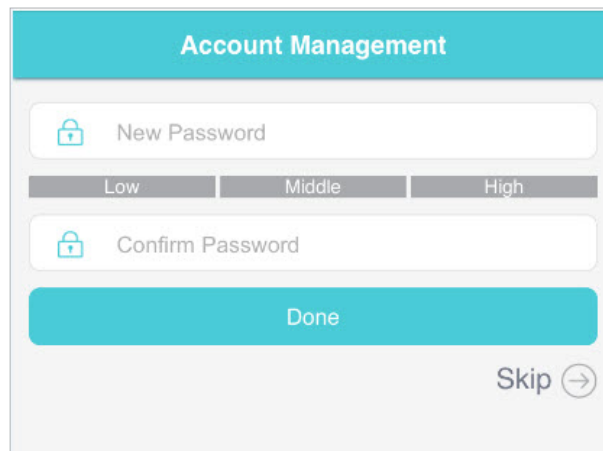 Account Management
New Password
Low Middle High
Confirm Password
Done
Skip